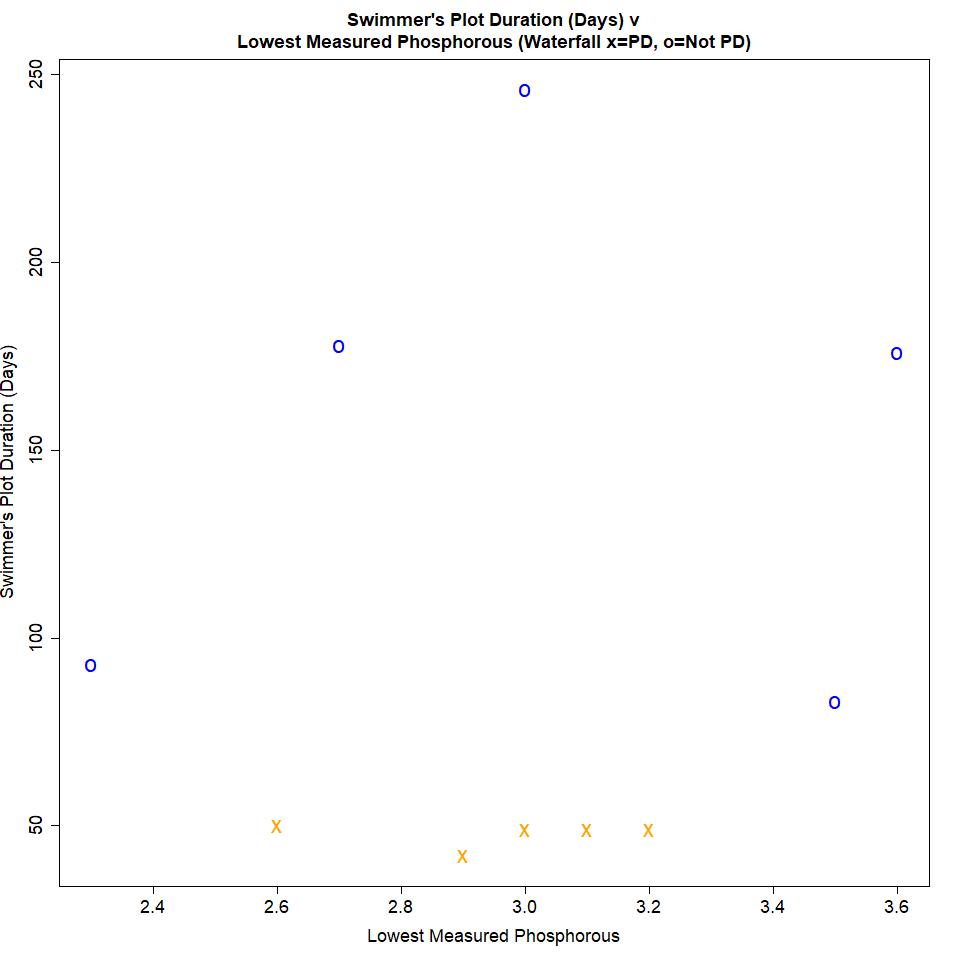 Swimmer's Plot Duration (Days) v
Lowest Measured Phosphorous (Waterfall x=PD, o=Not PD)
Swimmer's Plot Duration (Days)
250
200
150
100
50
o
o
o
o
o
x
x
x
x
x
2.4 2.6 2.8 3.0 3.2 3.4 3.6
Lowest Measured Phosphorous